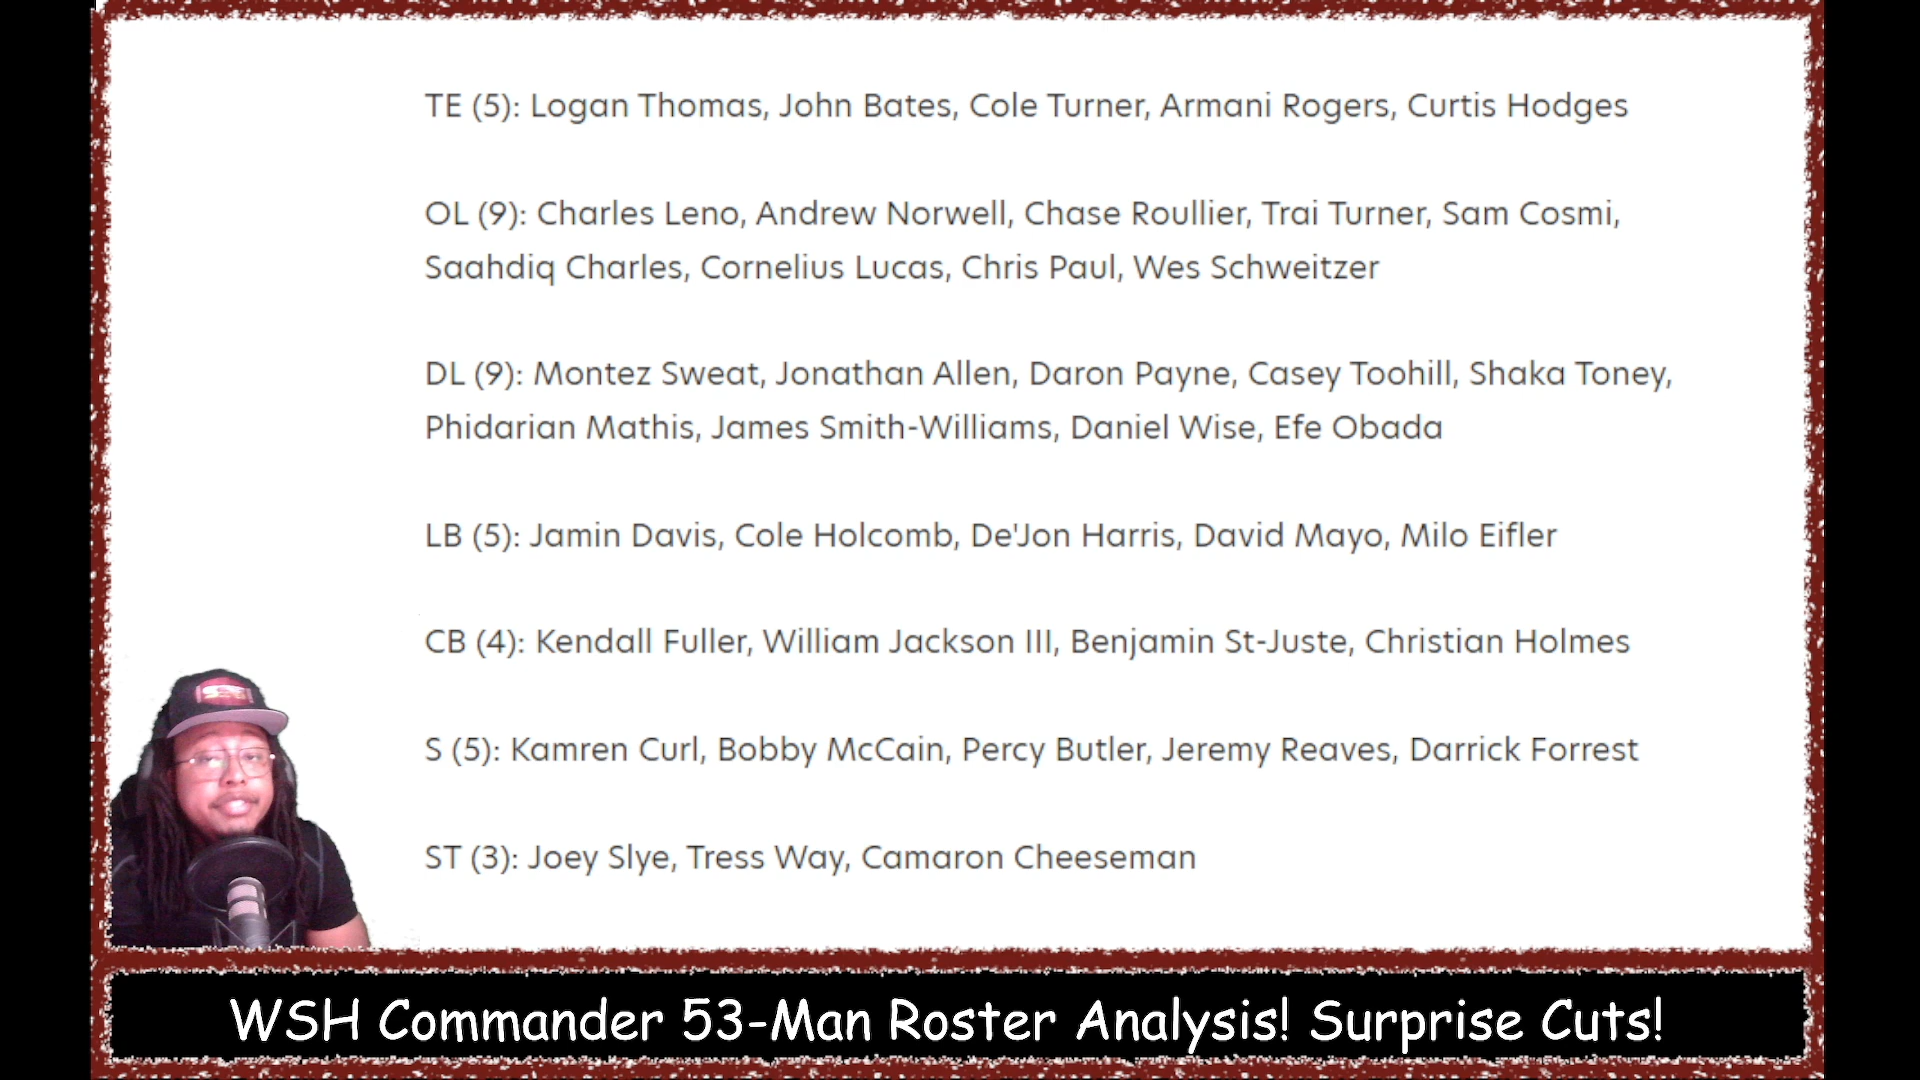 TE (5): Logan Thomas, John Bates, Cole Turner, Armani Rogers, Curtis Hodges
OL (9): Charles Leno, Andrew Norwell, Chase Roullier, Trai Turner, Sam Cosmi,
Saahdiq Charles, Cornelius Lucas, Chris Paul, Wes Schweitzer
DL (9): Montez Sweat, Jonathan Allen, Daron Payne, Casey Toohill, Shaka Toney,
Phidarian Mathis, James Smith-Williams, Daniel Wise, Efe Obada
LB (5): Jamin Davis, Cole Holcomb, De'Jon Harris, David Mayo, Milo Eifler
CB (4): Kendall Fuller, William Jackson III, Benjamin St-Juste, Christian Holmes
S (5): Kamren Curl, Bobby McCain, Percy Butler, Jeremy Reaves, Darrick Forrest
ST (3): Joey Slye, Tress Way, Camaron Cheeseman
WSH Commander 53-Man Roster Analysis! Surprise Cuts!